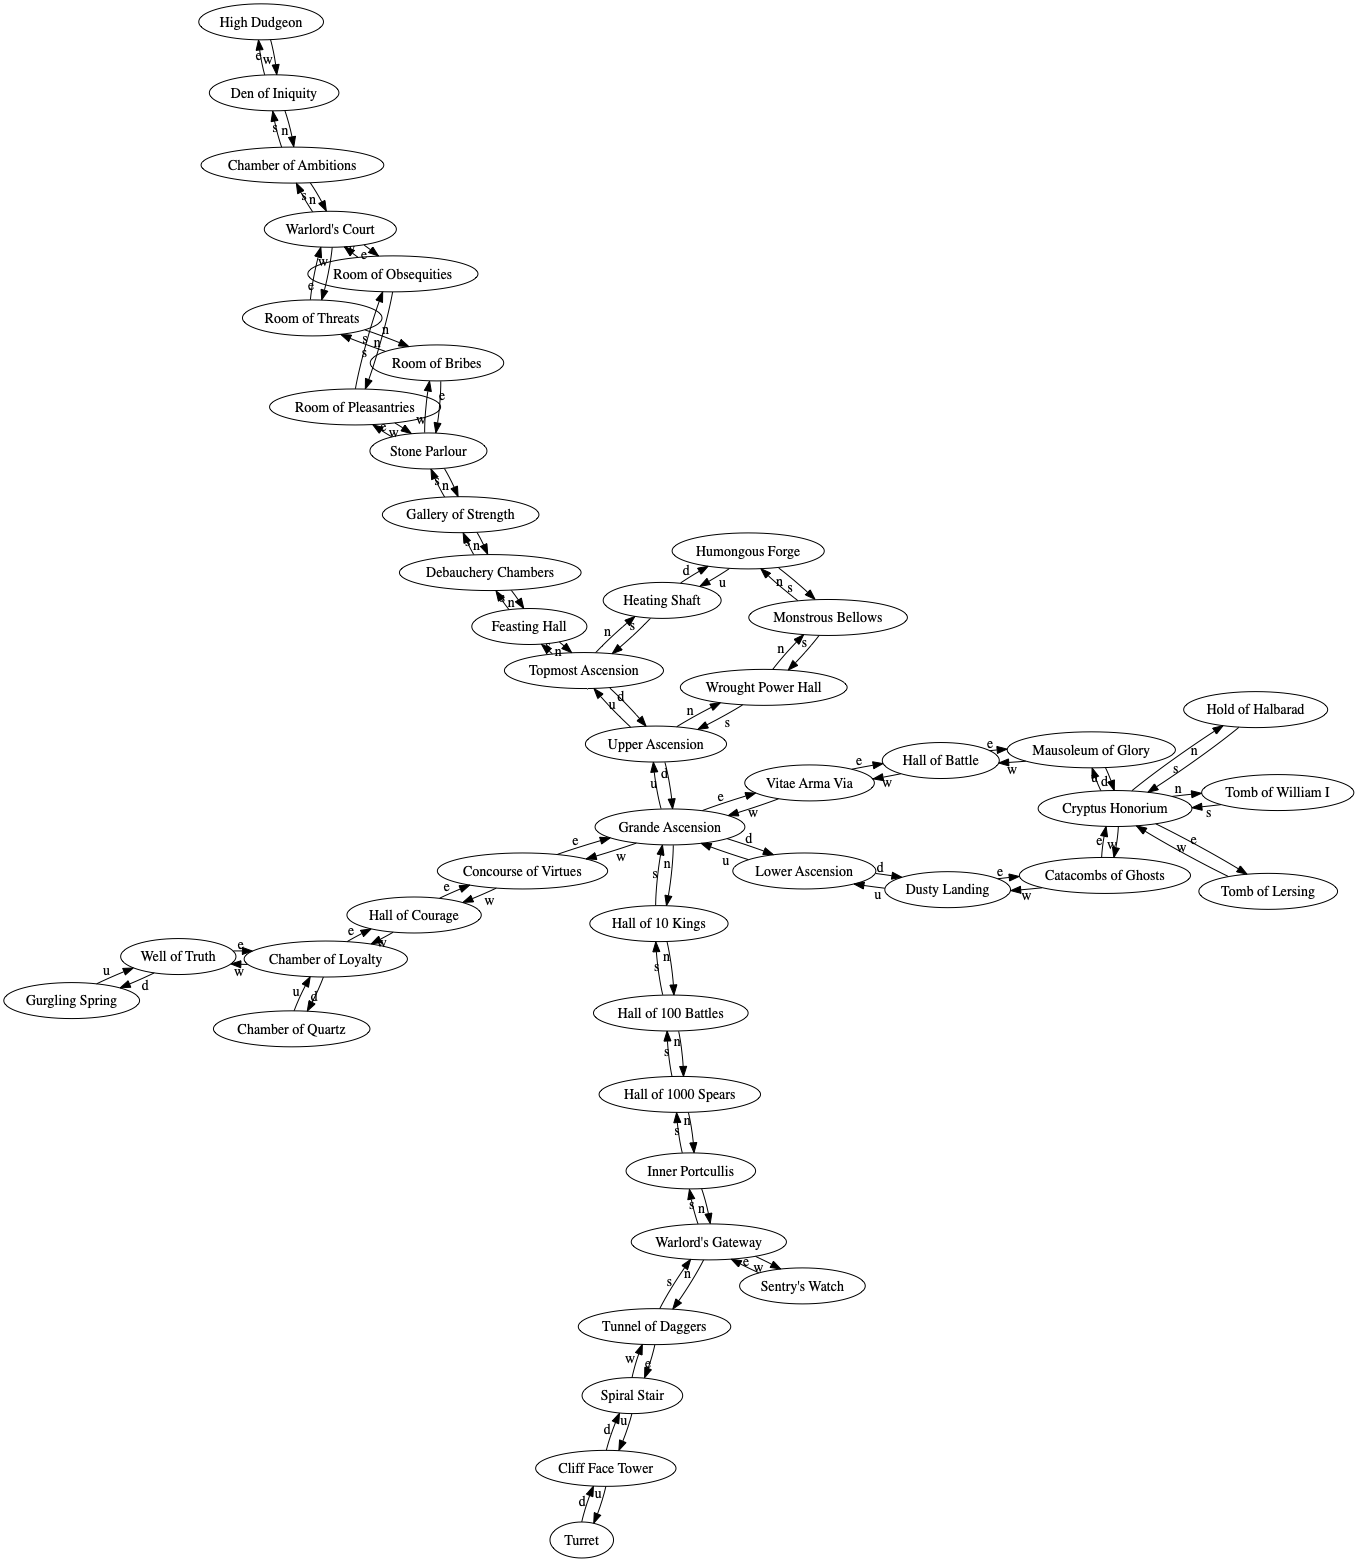 High Dudgeon
e
w
Den of Iniquity
s
n
Chamber of Ambitions
s
n
Warlord's Court
w
e
Room of Obsequities
e
Room of Threats
n
s
n
s
Room of Bribes
e
Room of Pleasantries
w
e
w
Stone Parlour
s
n
Gallery of Strength
n
Humongous Forge
Debauchery Chambers
d
u
n
s
n
Heating Shaft
Monstrous Bellows
Feasting Hall
n
s
n
s
n
Topmost Ascension
Wrought Power Hall
d
u
n
s
Hold of Halbarad
Upper Ascension
e
Mausoleum of Glory
n
Hall of Battle
e
w
s
d
u
Vitae Arma Via
w
d
n
Tomb of William I
e
w
Cryptus Honorium
s
Grande Ascension
d
e
w
w
e
e
w
u
Concourse of Virtues
n
s
Lower Ascension
d
e
Catacombs of Ghosts
e
w
u
Dusty Landing
w
Tomb of Lersing
Hall of Courage
Hall of 10 Kings
e
w
e
Well of Truth
w
Chamber of Loyalty
n
s
u
d
u
d
Gurgling Spring
Chamber of Quartz
Hall of 100 Battles
n
s
Hall of 1000 Spears
n
s
Inner Portcullis
s
n
Warlord's Gateway
e
w
s
n
Sentry's Watch
Tunnel of Daggers
w
e
Spiral Stair
d
u
Cliff Face Tower
d
u
Turret